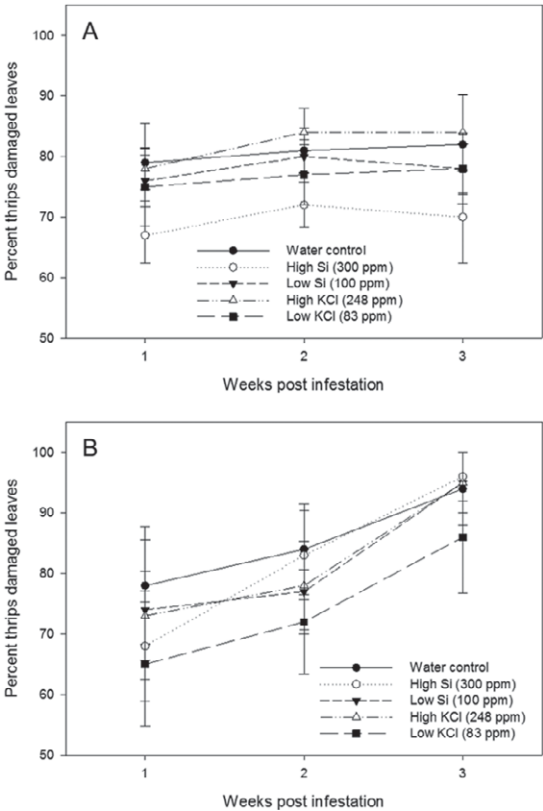 A
100
90
80
70
60
50
Percent thrips damaged leaves
Water control
High Si (300 ppm)
Low Si (100 ppm)
High KCl (248 ppm)
Low KCl (83 ppm)
1 2 3
Weeks post infestation
B
100
90
80
70
60
50
Percent thrips damaged leaves
Water control
High Si (300 ppm)
Low Si (100 ppm)
High KCl (248 ppm)
Low KCl (83 ppm)
1 2 3
Weeks post infestation